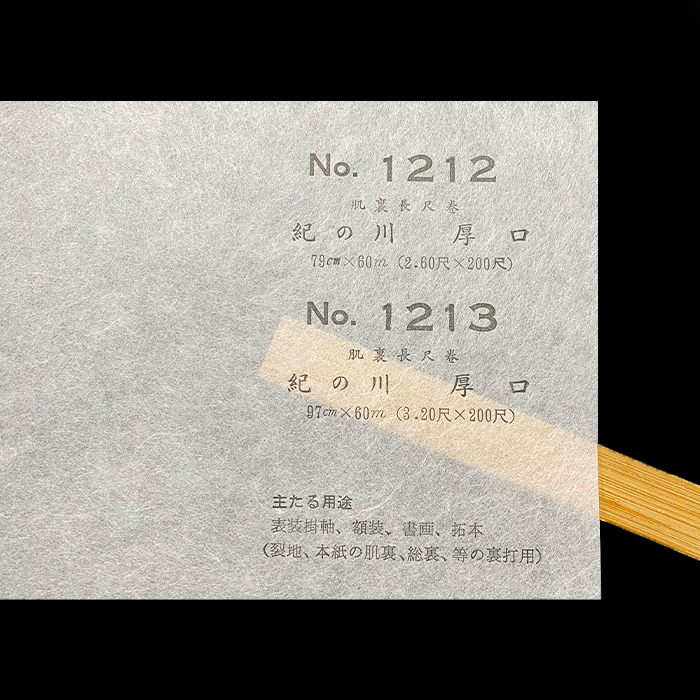 No. 1212
肌裏長尺巻
紀の川 厚口
79cm×60m (2.60尺×200尺)
No. 1213
肌裏長尺巻
紀の川 厚口
97cm×60m (3.20尺×200尺)
主たる用途
表装掛軸、額装、書画、拓本
(裂地、本紙の肌裏、総裏、等の裏打用)